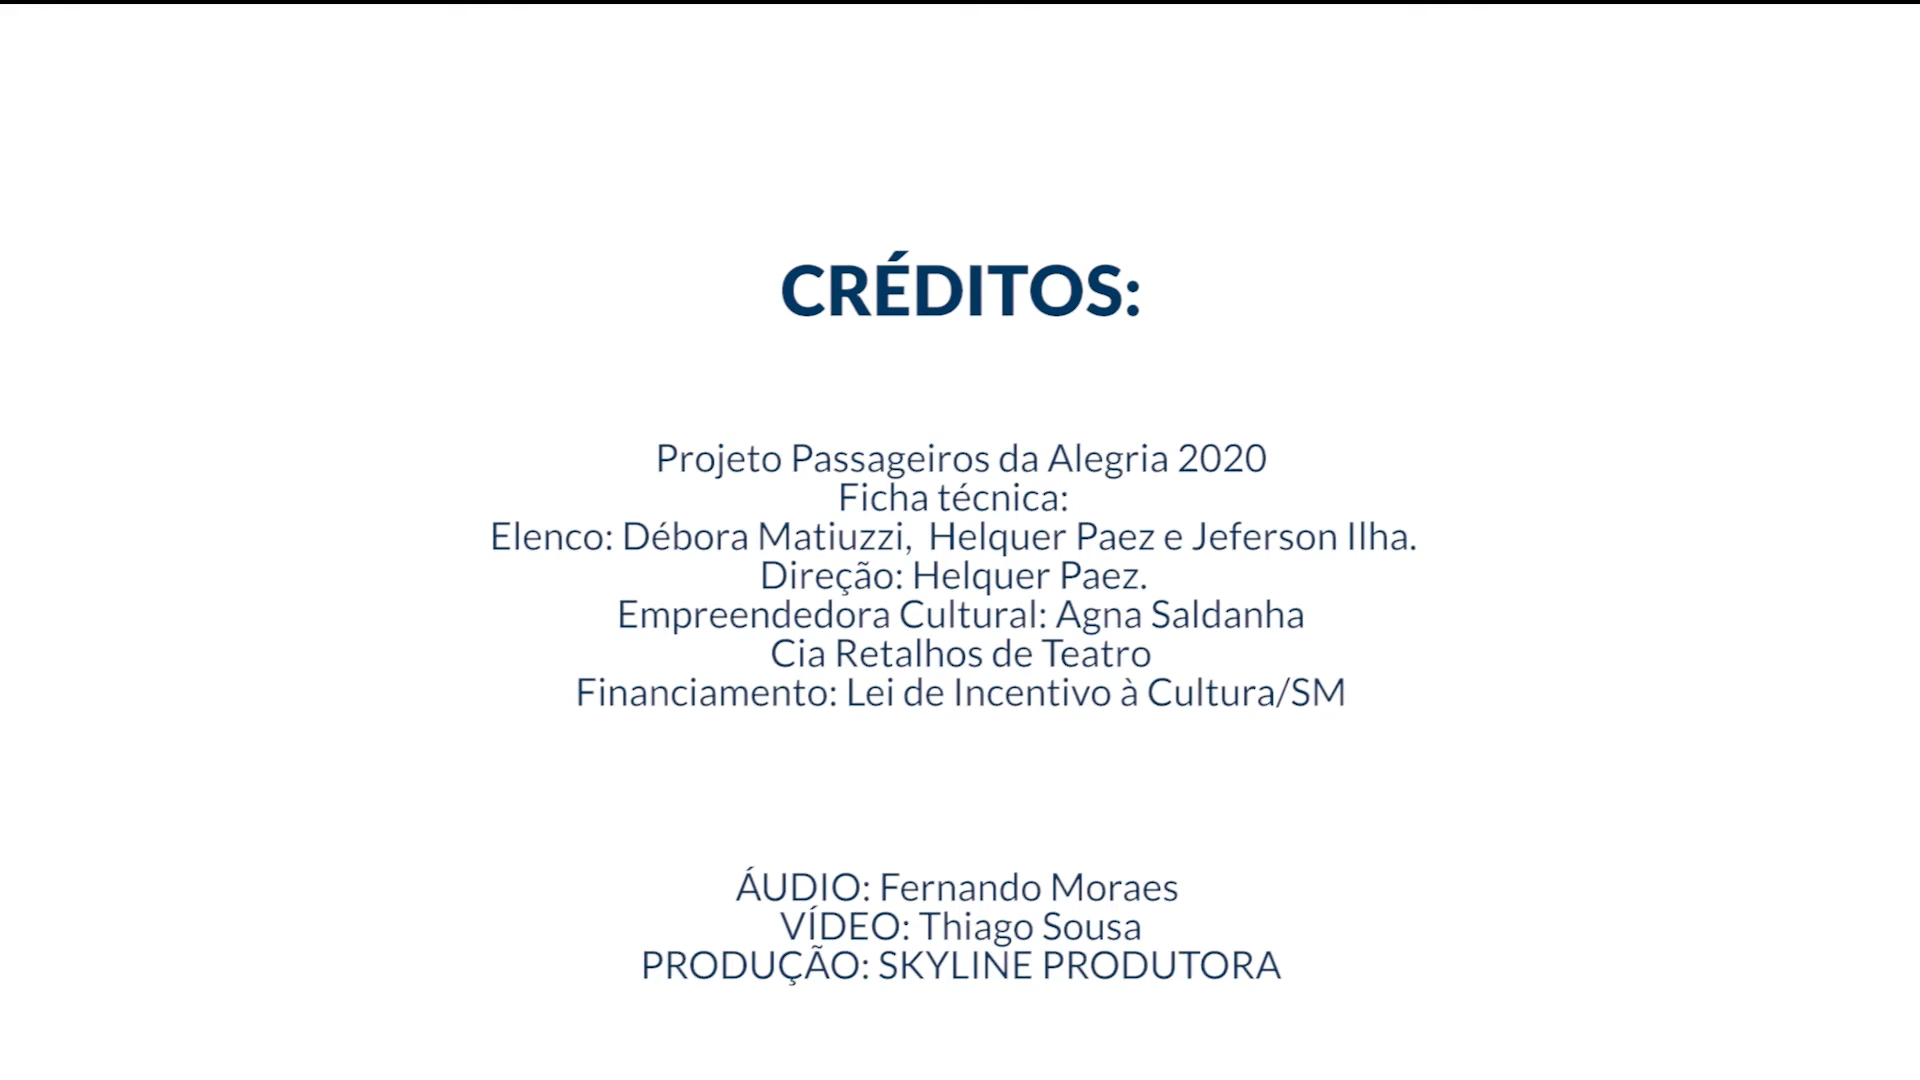 CRÉDITOS:
Projeto Passageiros da Alegria 2020
Ficha técnica:
Elenco: Débora Matiuzzi,  Helquer Paez e Jeferson Ilha.
Direção: Helquer Paez.
Empreendedora Cultural: Agna Saldanha
Cia Retalhos de Teatro
Financiamento: Lei de Incentivo à Cultura/SM
ÁUDIO: Fernando Moraes
VÍDEO: Thiago Sousa
PRODUÇÃO: SKYLINE PRODUTORA